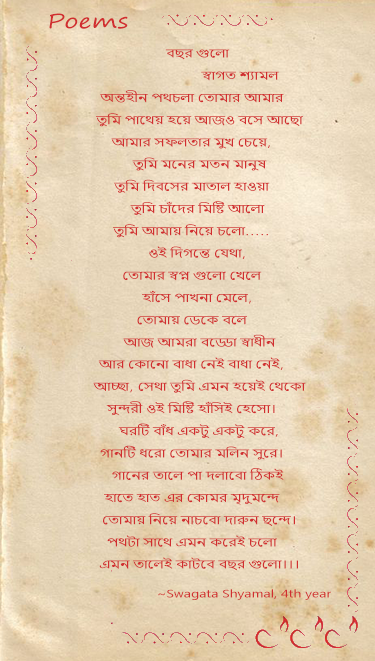 Poems
বছর গুলো
স্বাগত শ্যামল
অন্তহীন পথচলা তোমার আমার
তুমি পাথেয় হয়ে আজও বসে আছো
আমার সফলতার মুখ চেয়ে,
তুমি মনের মতন মানুষ
তুমি দিবসের মাতাল হাওয়া
তুমি চাঁদের মিষ্টি আলো
তুমি আমায় নিয়ে চলো.....
ওই দিগন্তে যেথা,
তোমার স্বপ্ন গুলো খেলে
হাঁসে পাখনা মেলে,
তোমায় ডেকে বলে
আজ আমরা বড্ডো স্বাধীন
আর কোনো বাধা নেই বাধা নেই,
আচ্ছা, সেথা তুমি এমন হয়েই থেকো
সুন্দরী ওই মিষ্টি হাঁসিই হেসো।
ঘরটি বাঁধ একটু একটু করে,
গানটি ধরো তোমার মলিন সুরে।
গানের তালে পা দলাবো ঠিকই
হাতে হাত এর কোমর মৃদুমন্দে
তোমায় নিয়ে নাচবো দারুন ছন্দে।
পথটা সাথে এমন করেই চলো
এমন তালেই কাটবে বছর গুলো।।।
~Swagata Shyamal, 4th year